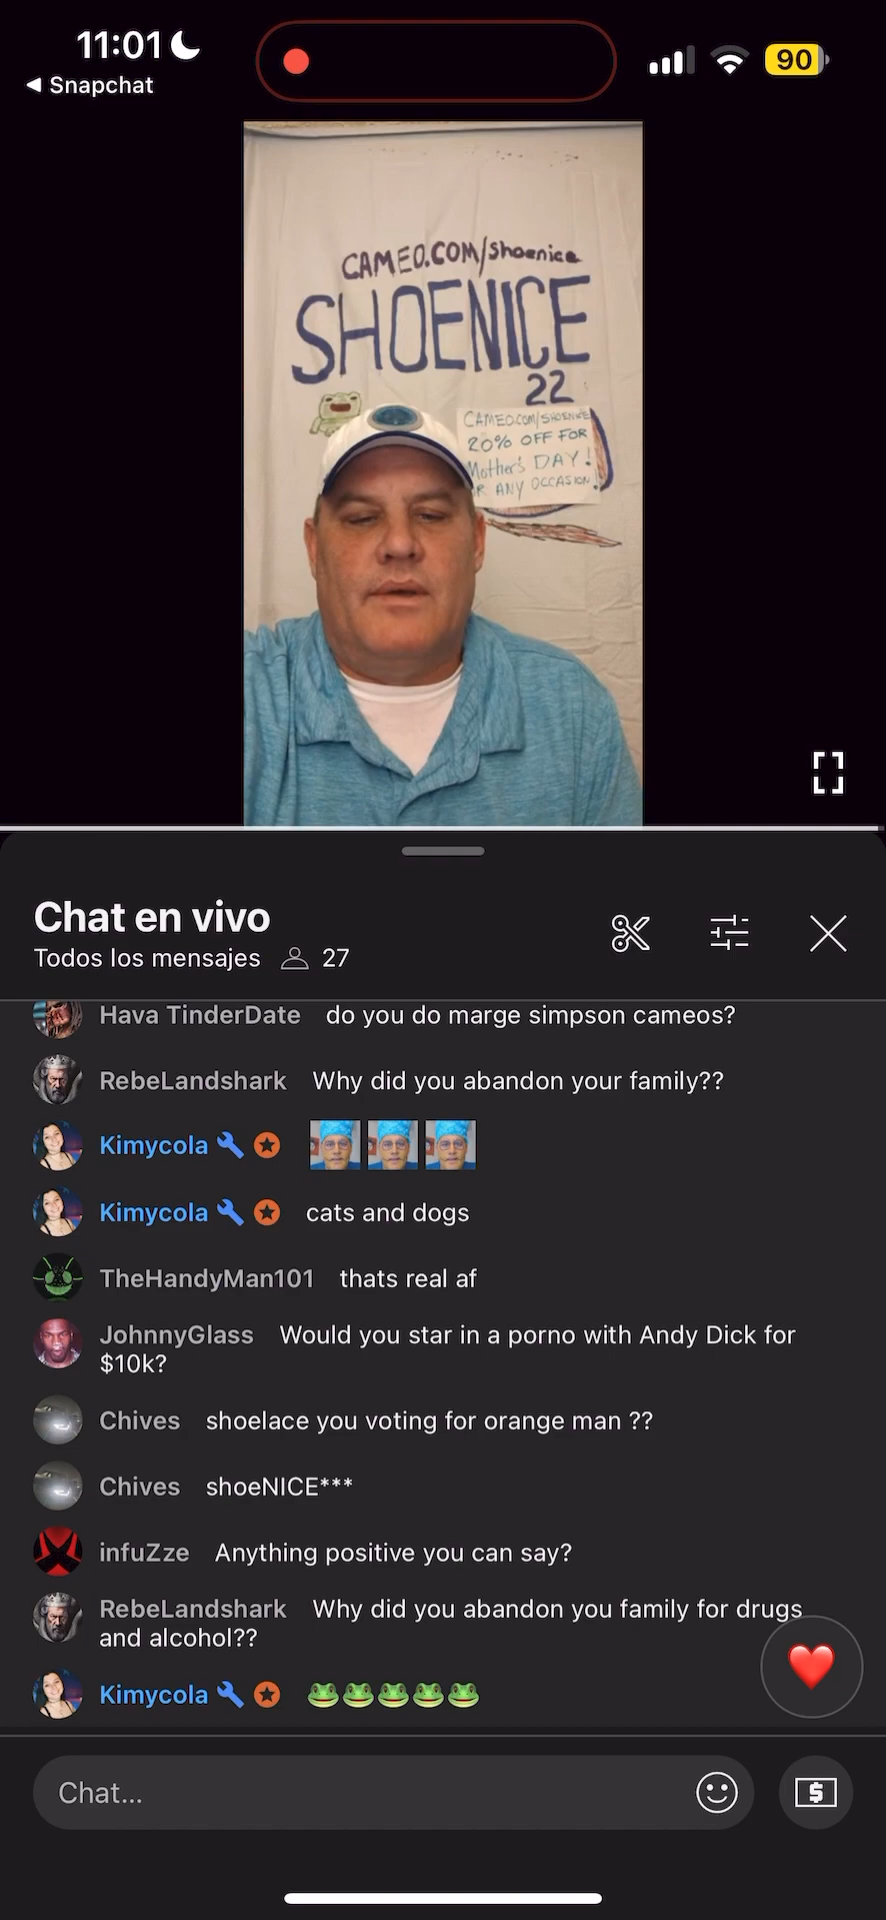 11:01
90
Snapchat
CAMEO.COM/shoenice
SHOENICE
22
CAMEO.COM/SHOENICE
20% OFF FOR
Mother's DAY!
R ANY OCCASION!
Chat en vivo
Todos los mensajes 27
Hava TinderDate do you do marge simpson cameos?
RebeLandshark Why did you abandon your family??
Kimycola
Kimycola cats and dogs
TheHandyMan101 thats real af
JohnnyGlass Would you star in a porno with Andy Dick for
$10k?
Chives shoelace you voting for orange man ??
Chives shoeNICE***
infuZze Anything positive you can say?
RebeLandshark Why did you abandon you family for drugs
and alcohol??
Kimycola 🐸🐸🐸🐸🐸
Chat...